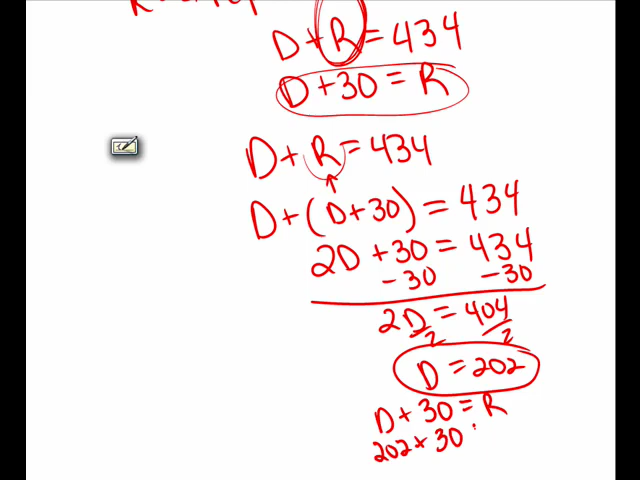 D + R = 434
D + 30 = R
D + R = 434
D + (D + 30) = 434
2D + 30 = 434
- 30 - 30
2D/2 = 404/2
D = 202
D + 30 = R
202 + 30